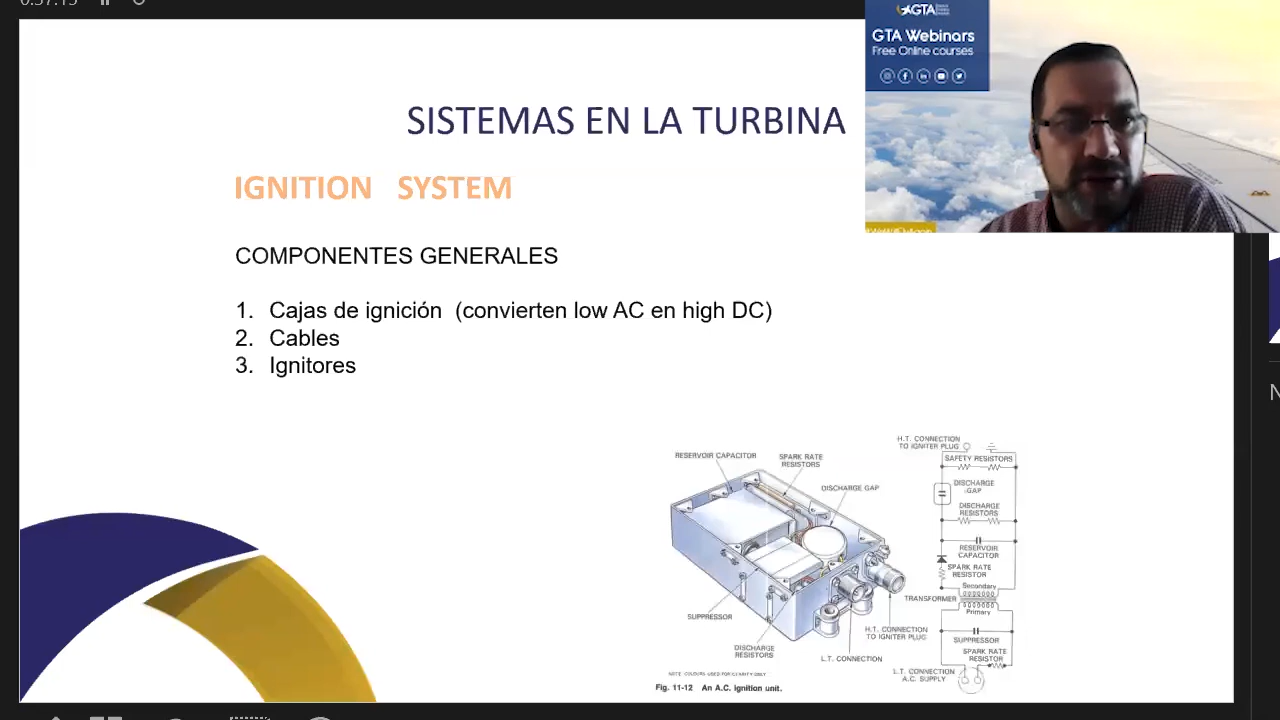 0:37:15
GTA
GTA Webinars
Free Online courses
SISTEMAS EN LA TURBINA
IGNITION SYSTEM
COMPONENTES GENERALES
1. Cajas de ignición (convierten low AC en high DC)
2. Cables
3. Ignitores
N
RESERVOIR CAPACITOR
SPARK RATE
RESISTORS
DISCHARGE GAP
SUPPRESSOR
DISCHARGE
RESISTORS
L.T. CONNECTION
H.T. CONNECTION
TO IGNITER PLUG
NOTE COLOURS USED FOR CLARITY ONLY
Fig. 11-12 An A.C. ignition unit.
H.T. CONNECTION
TO IGNITER PLUG
SAFETY RESISTORS
DISCHARGE
GAP
DISCHARGE
RESISTORS
RESERVOIR
CAPACITOR
SPARK RATE
RESISTOR
Secondary
TRANSFORMER
Primary
SUPPRESSOR
SPARK RATE
RESISTOR
L.T. CONNECTION
A.C. SUPPLY